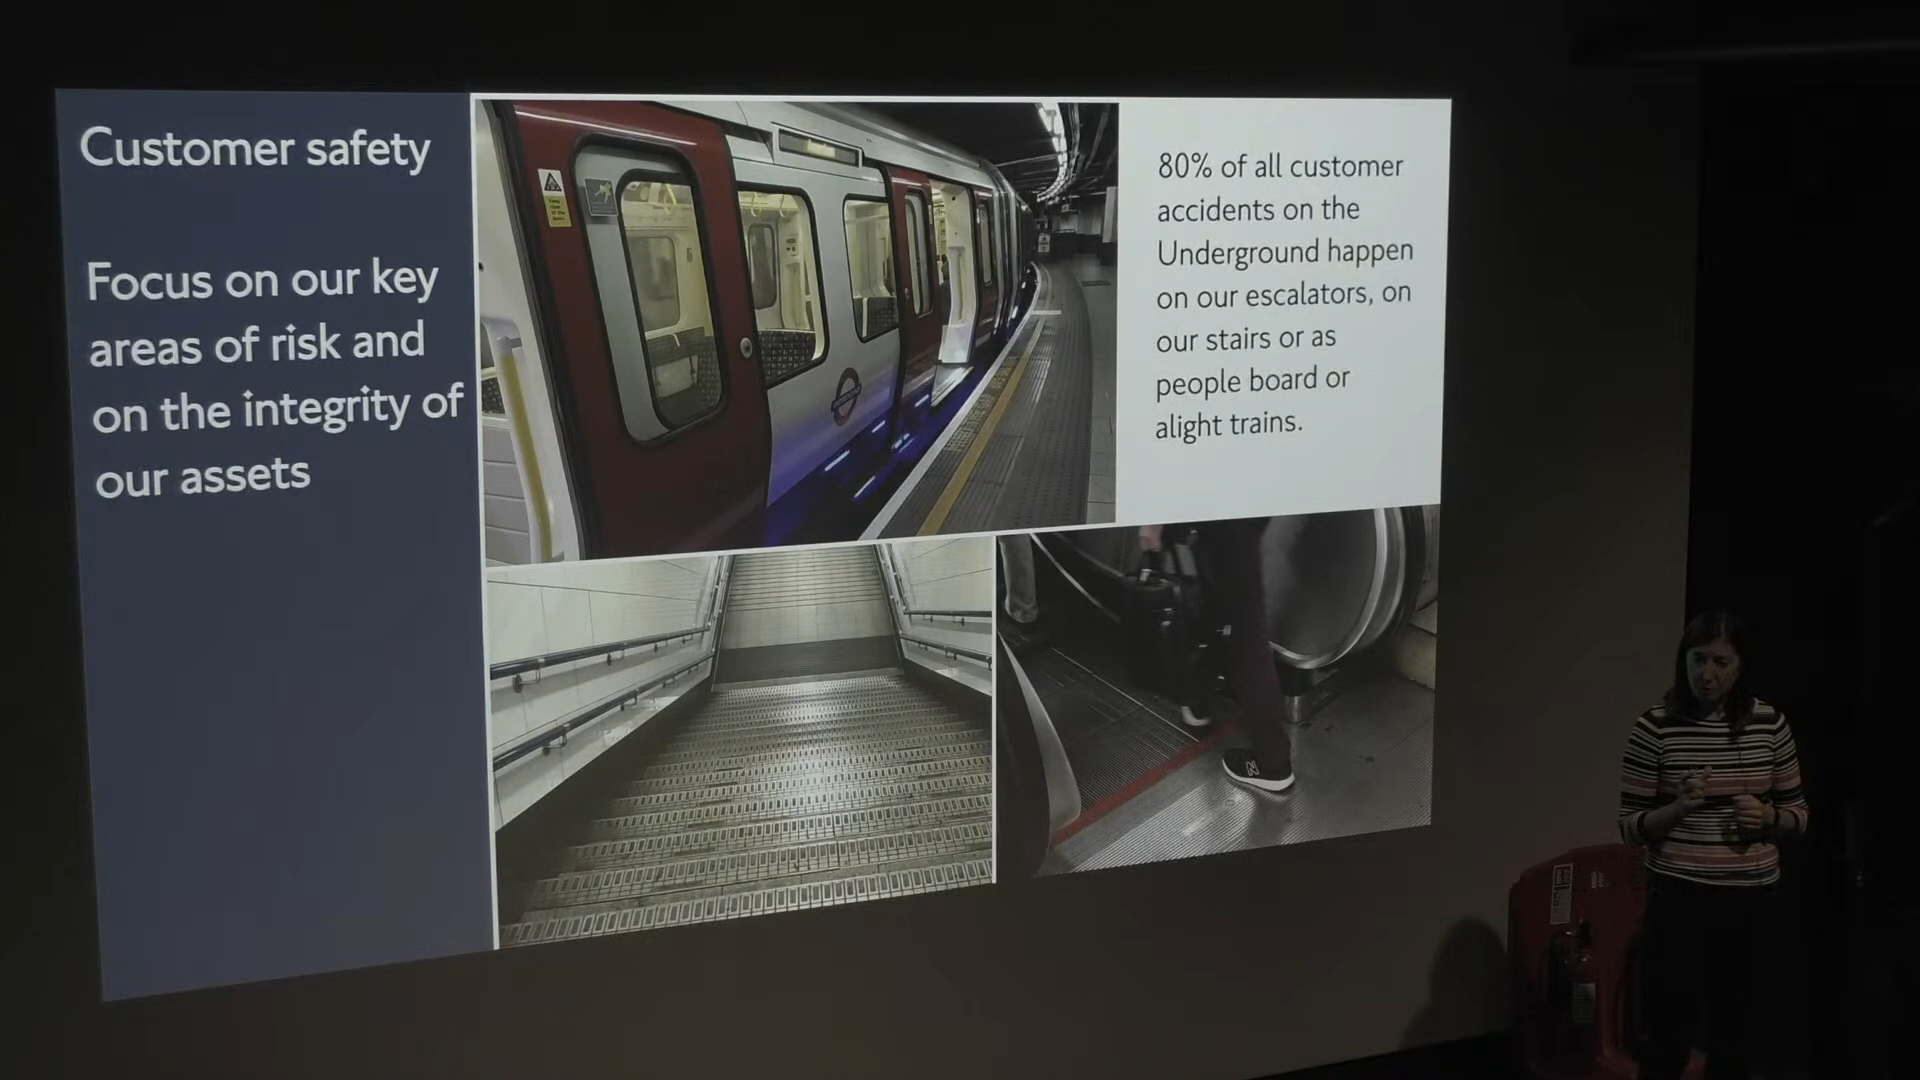 Customer safety
Focus on our key
areas of risk and
on the integrity of
our assets
80% of all customer
accidents on the
Underground happen
on our escalators, on
our stairs or as
people board or
alight trains.